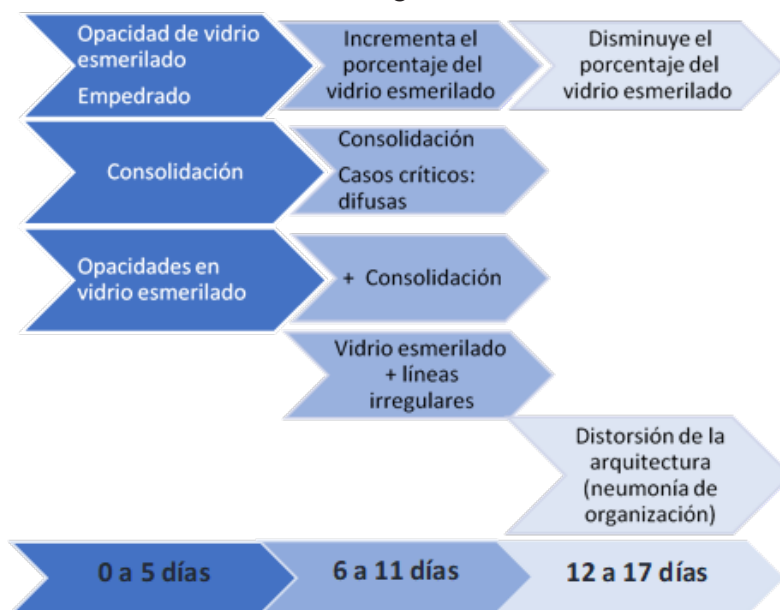 Opacidad de vidrio
esmerilado
Empedrado
Incrementa el
porcentaje del
vidrio esmerilado
Disminuye el
porcentaje del
vidrio esmerilado
Consolidación
Consolidación
Casos críticos:
difusas
Opacidades en
vidrio esmerilado
+ Consolidación
Vidrio esmerilado
+ líneas
irregulares
Distorsión de la
arquitectura
(neumonía de
organización)
0 a 5 días
6 a 11 días
12 a 17 días